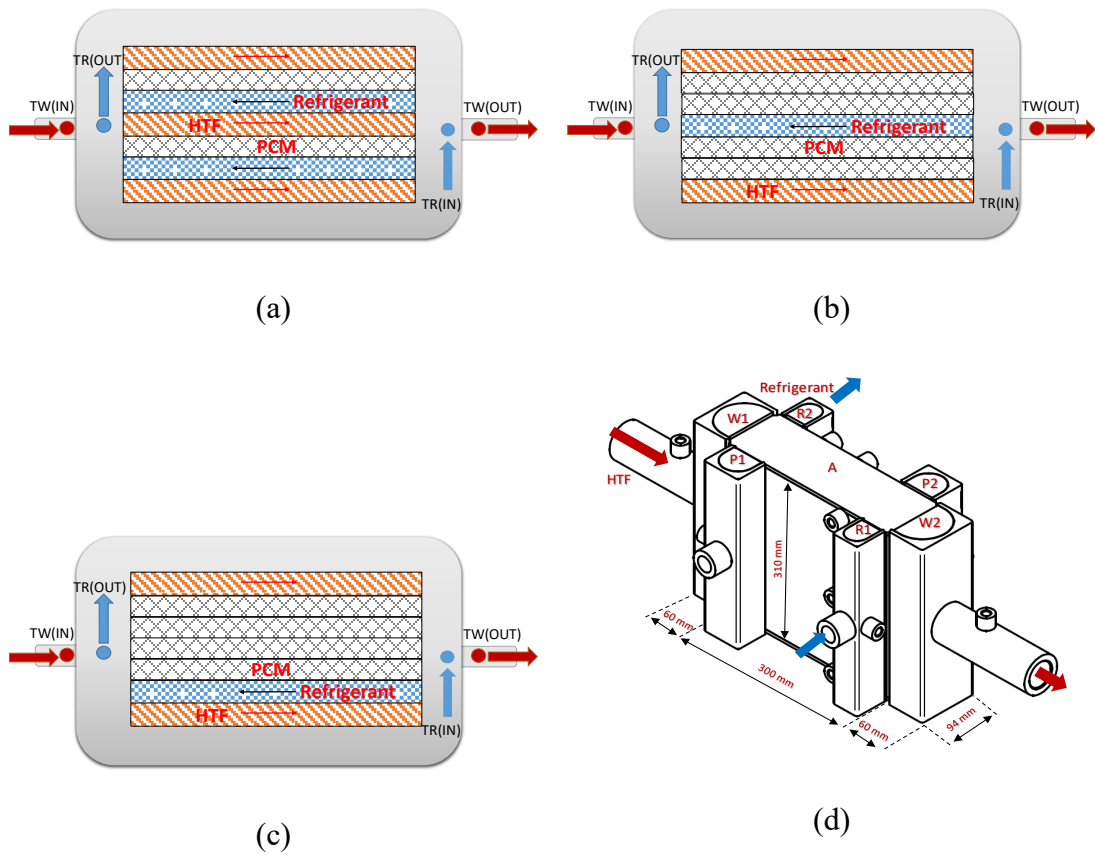 TR(OUT
TW(IN)
Refrigerant
HTF
PCM
TW(OUT)
TR(IN)
(a)
TR(OUT
TW(IN)
Refrigerant
PCM
HTF
TW(OUT)
TR(IN)
(b)
TR(OUT)
TW(IN)
PCM
Refrigerant
HTF
TW(OUT)
TR(IN)
(c)
Refrigerant
W1
R2
P1
A
HTF
P2
R1
W2
310 mm
60 mm
300 mm
60 mm
94 mm
(d)